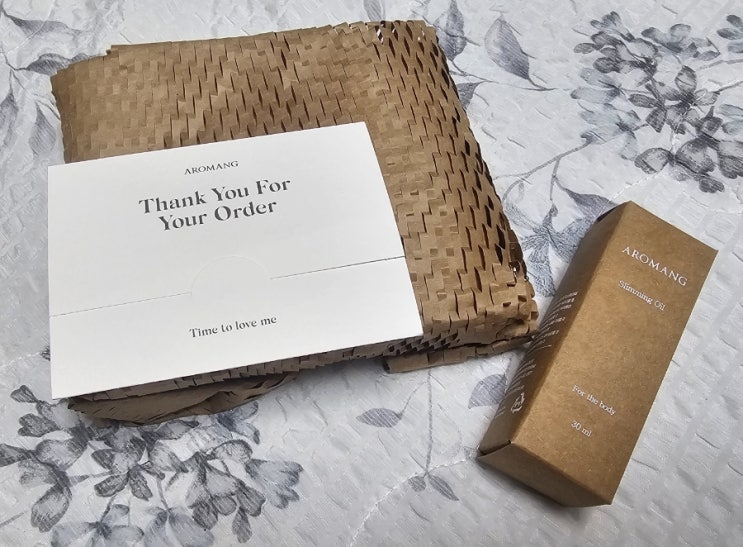 AROMANG
Thank You For
Your Order
Time to love me
AROMANG
Slimming Oil
For the body
30 ml